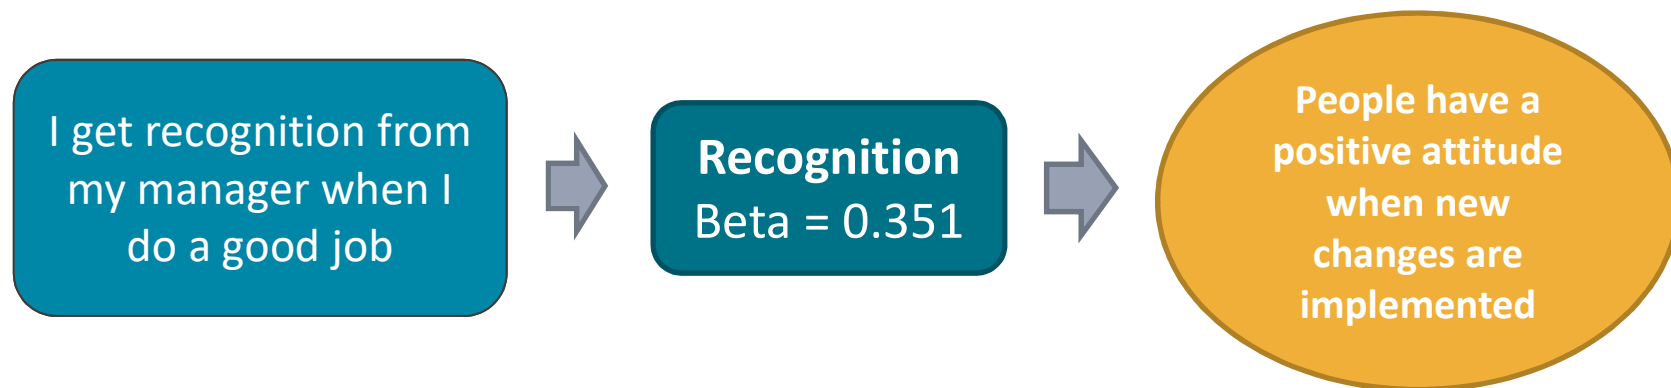 I get recognition from
my manager when I
do a good job
Recognition
Beta = 0.351
People have a
positive attitude
when new
changes are
implemented